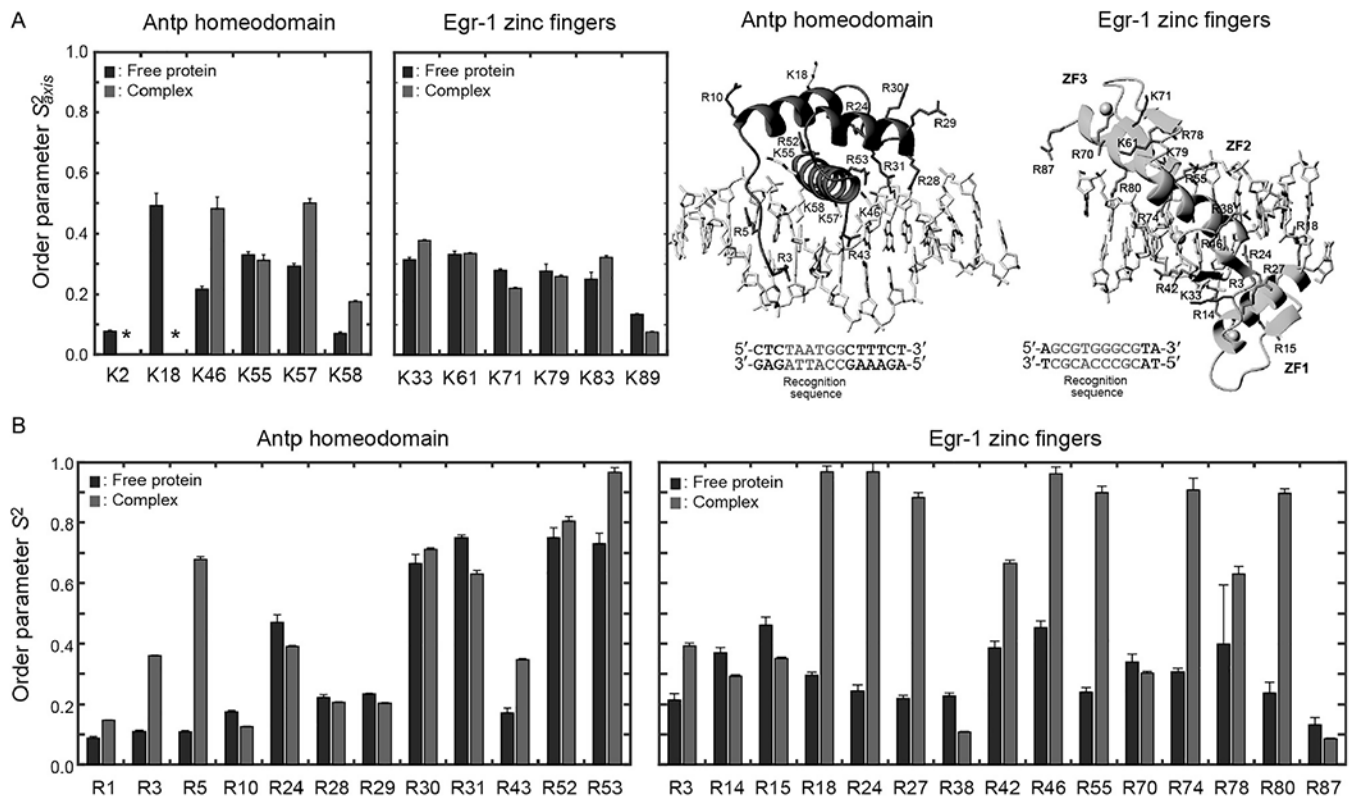 A
Antp homeodomain
Egr-1 zinc fingers
Order parameter S²axis
1.0
0.8
0.6
0.4
0.2
0.0
: Free protein
: Complex
: Free protein
: Complex
* *
K2 K18 K46 K55 K57 K58
K33 K61 K71 K79 K83 K89
Antp homeodomain
K18
R10
R30
R24
R29
R52
K55
R53
R31
R28
K58
K57
K46
R5
R43
R3
5′-CTCTAATGGCTTTCT-3′
3′-GAGATTACCGAAAGA-5′
Recognition
sequence
Egr-1 zinc fingers
ZF3
K71
R78
K61
R70
K79
ZF2
R87
R55
R80
R38
R74
R18
R46
R24
R42
R3
R27
K33
R14
R15
ZF1
5′-AGCGTGGGCGTA-3′
3′-TCGCACCCGCAT-5′
Recognition
sequence
B
Antp homeodomain
Egr-1 zinc fingers
Order parameter S²
1.0
0.8
0.6
0.4
0.2
0.0
: Free protein
: Complex
: Free protein
: Complex
R1 R3 R5 R10 R24 R28 R29 R30 R31 R43 R52 R53
R3 R14 R15 R18 R24 R27 R38 R42 R46 R55 R70 R74 R78 R80 R87